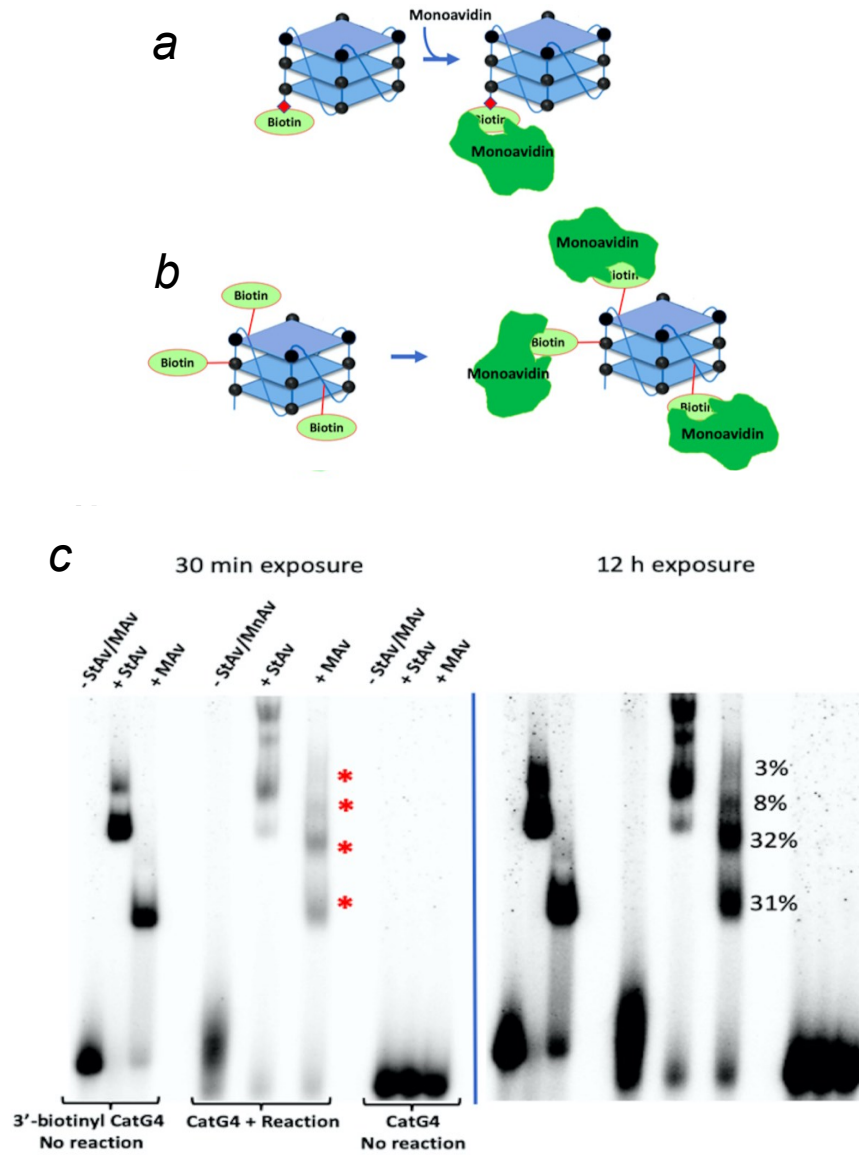 a
Monoavidin
Biotin
Biotin
Monoavidin
b
Monoavidin
Biotin
Biotin
Biotin
Monoavidin
Biotin
Biotin
Monoavidin
c
30 min exposure
12 h exposure
- StAv/MAv
+ StAv
+ MAv
- StAv/MnAv
+ StAv
+ MAv
- StAv/MAv
+ StAv
+ MAv
*
*
*
*
3%
8%
32%
31%
3'-biotinyl CatG4
No reaction
CatG4 + Reaction
CatG4
No reaction